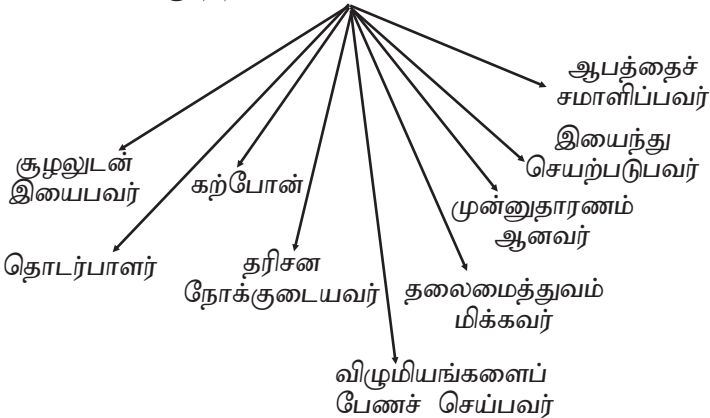 ஆபத்தைச்
சமாளிப்பவர்
இயைந்து
செயற்படுபவர்
சூழலுடன்
இயைபவர்
கற்போன்
முன்னுதாரணம்
ஆனவர்
தொடர்பாளர்
தரிசன
நோக்குடையவர்
தலைமைத்துவம்
மிக்கவர்
விழுமியங்களைப்
பேணச் செய்பவர்